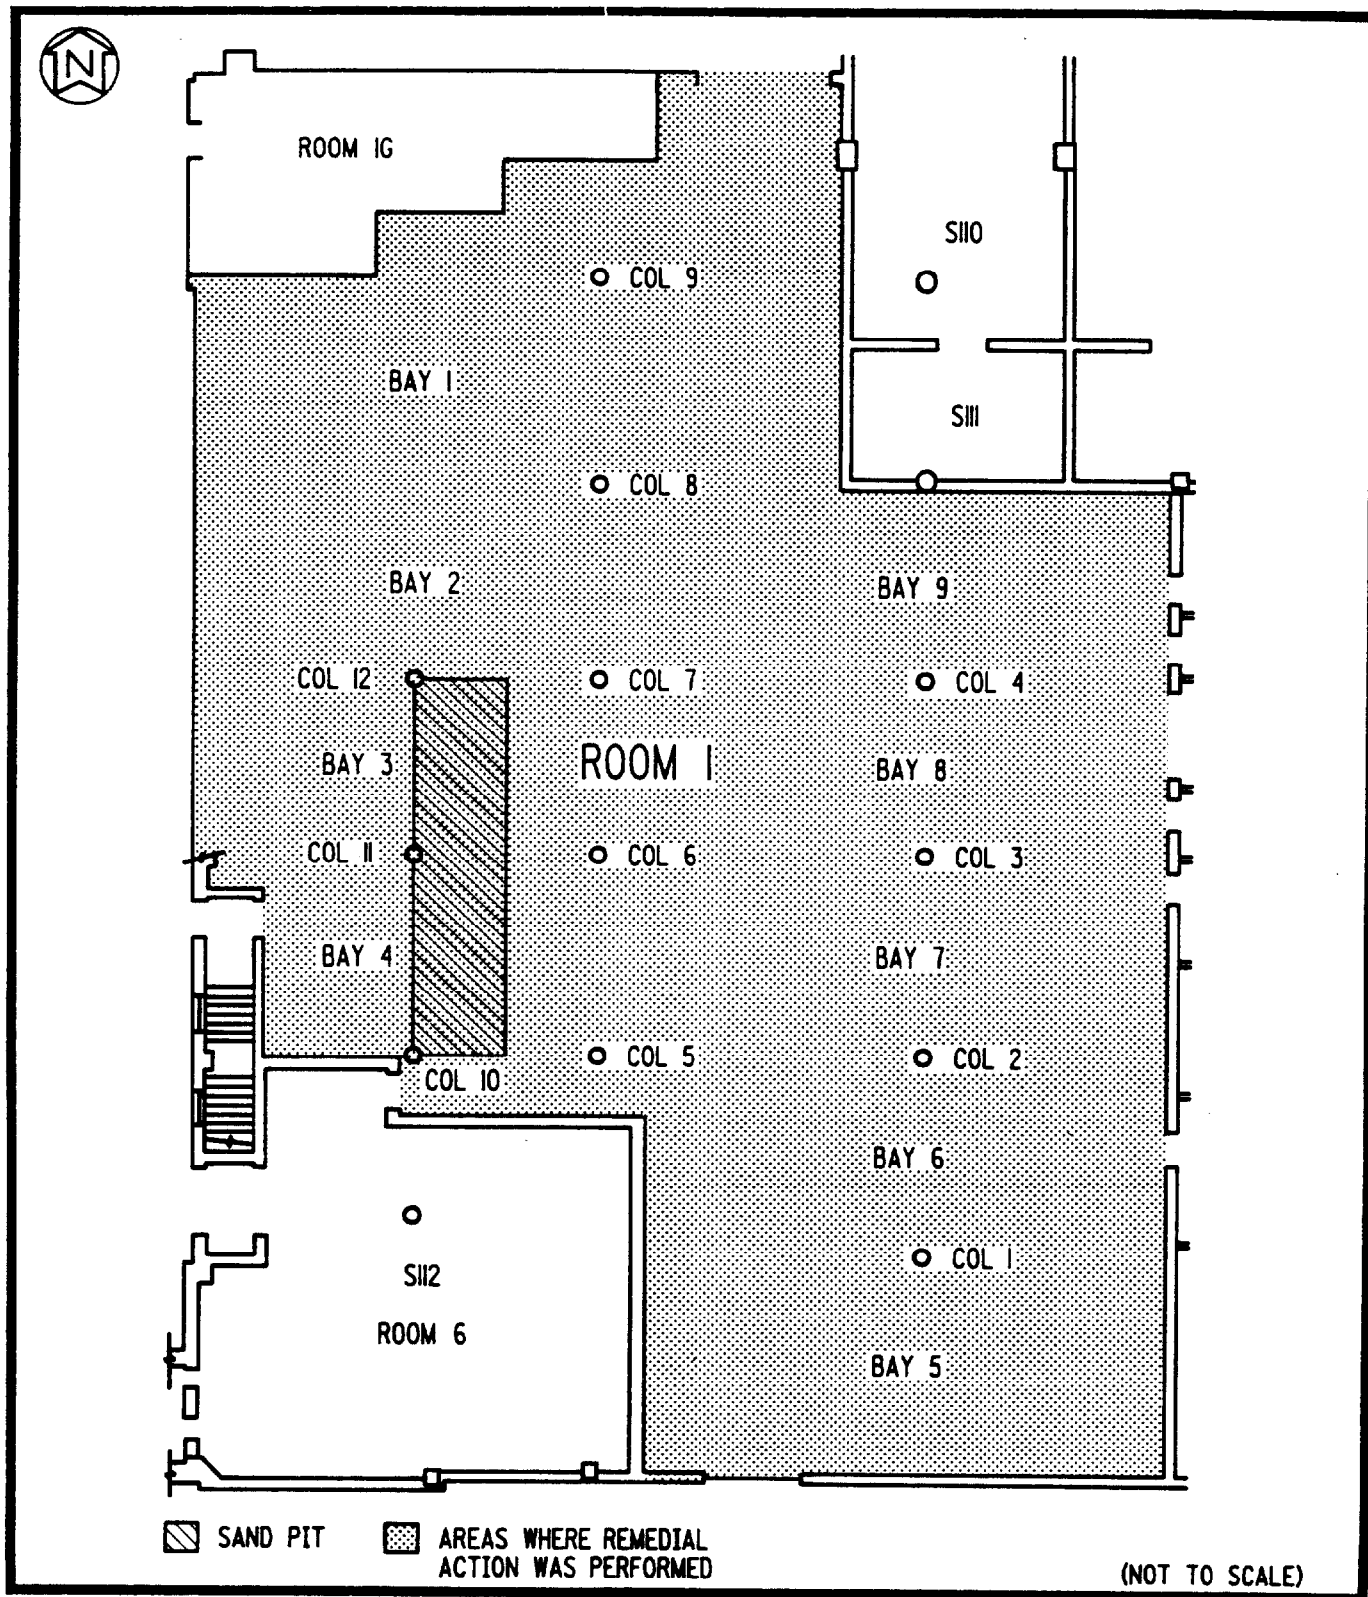 N
ROOM 1G
S110
COL 9
BAY 1
S111
COL 8
BAY 2
BAY 9
COL 12
COL 7
COL 4
BAY 3
ROOM 1
BAY 8
COL 11
COL 6
COL 3
BAY 4
BAY 7
COL 5
COL 2
COL 10
BAY 6
COL 1
S112
ROOM 6
BAY 5
SAND PIT
AREAS WHERE REMEDIAL
ACTION WAS PERFORMED
(NOT TO SCALE)